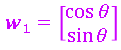 𝒘₁ = [cos θ
sin θ]